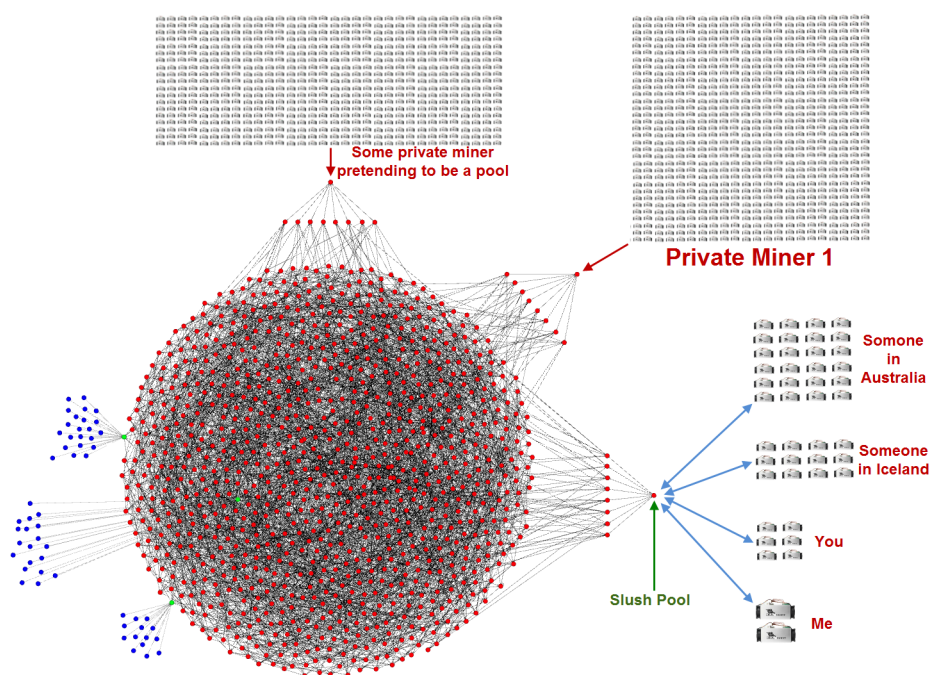 Some private miner
pretending to be a pool
Private Miner 1
Somone
in
Australia
Someone
in Iceland
You
Me
Slush Pool